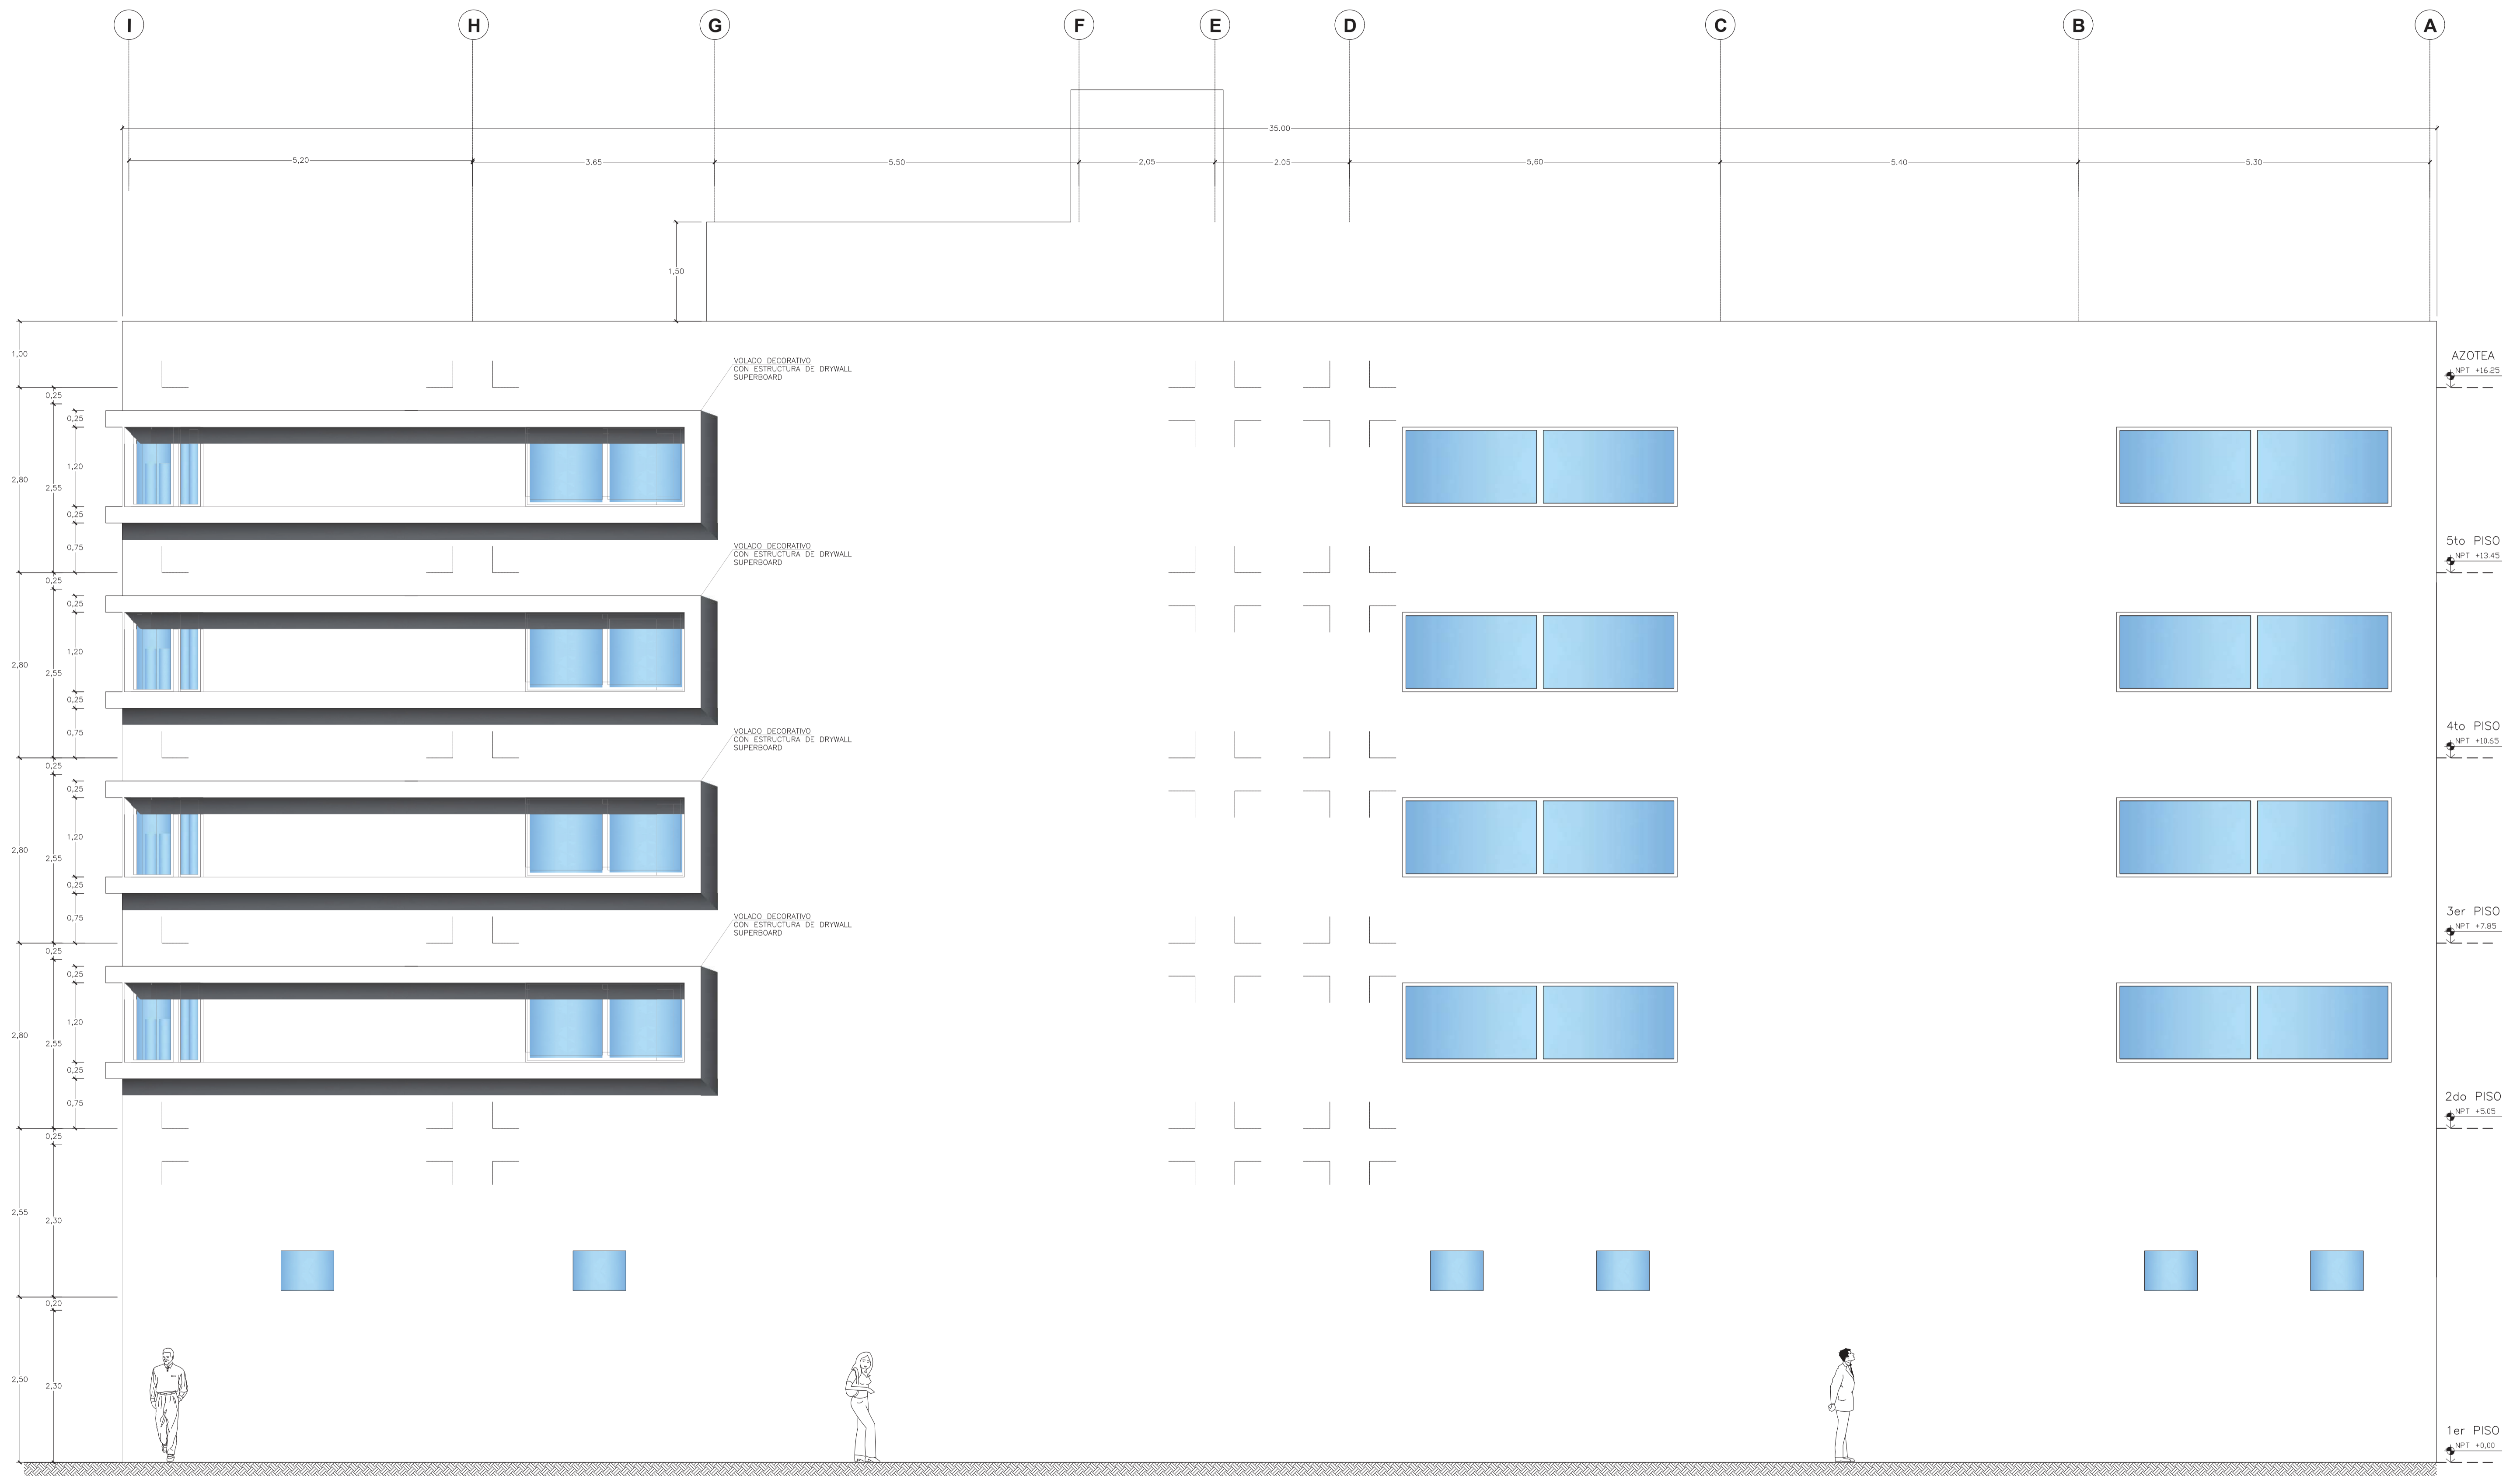 I H G F E D C B A
35.00
5,20 3.65 5.50 2,05 2.05 5,60 5.40 5.30
1,50
1,00
VOLADO DECORATIVO
CON ESTRUCTURA DE DRYWALL
SUPERBOARD
AZOTEA
NPT +16.25
0,25
0,25
1,20
2,80
2,55
0,25
0,75
VOLADO DECORATIVO
CON ESTRUCTURA DE DRYWALL
SUPERBOARD
5to PISO
NPT +13.45
0,25
0,25
1,20
2,80
2,55
0,25
0,75
VOLADO DECORATIVO
CON ESTRUCTURA DE DRYWALL
SUPERBOARD
4to PISO
NPT +10.65
0,25
0,25
1,20
2,80
2,55
0,25
0,75
VOLADO DECORATIVO
CON ESTRUCTURA DE DRYWALL
SUPERBOARD
3er PISO
NPT +7.85
0,25
0,25
1,20
2,80
2,55
0,25
0,75
2do PISO
NPT +5.05
0,25
2,55
2,30
0,20
2,50
2,30
1er PISO
NPT +0,00